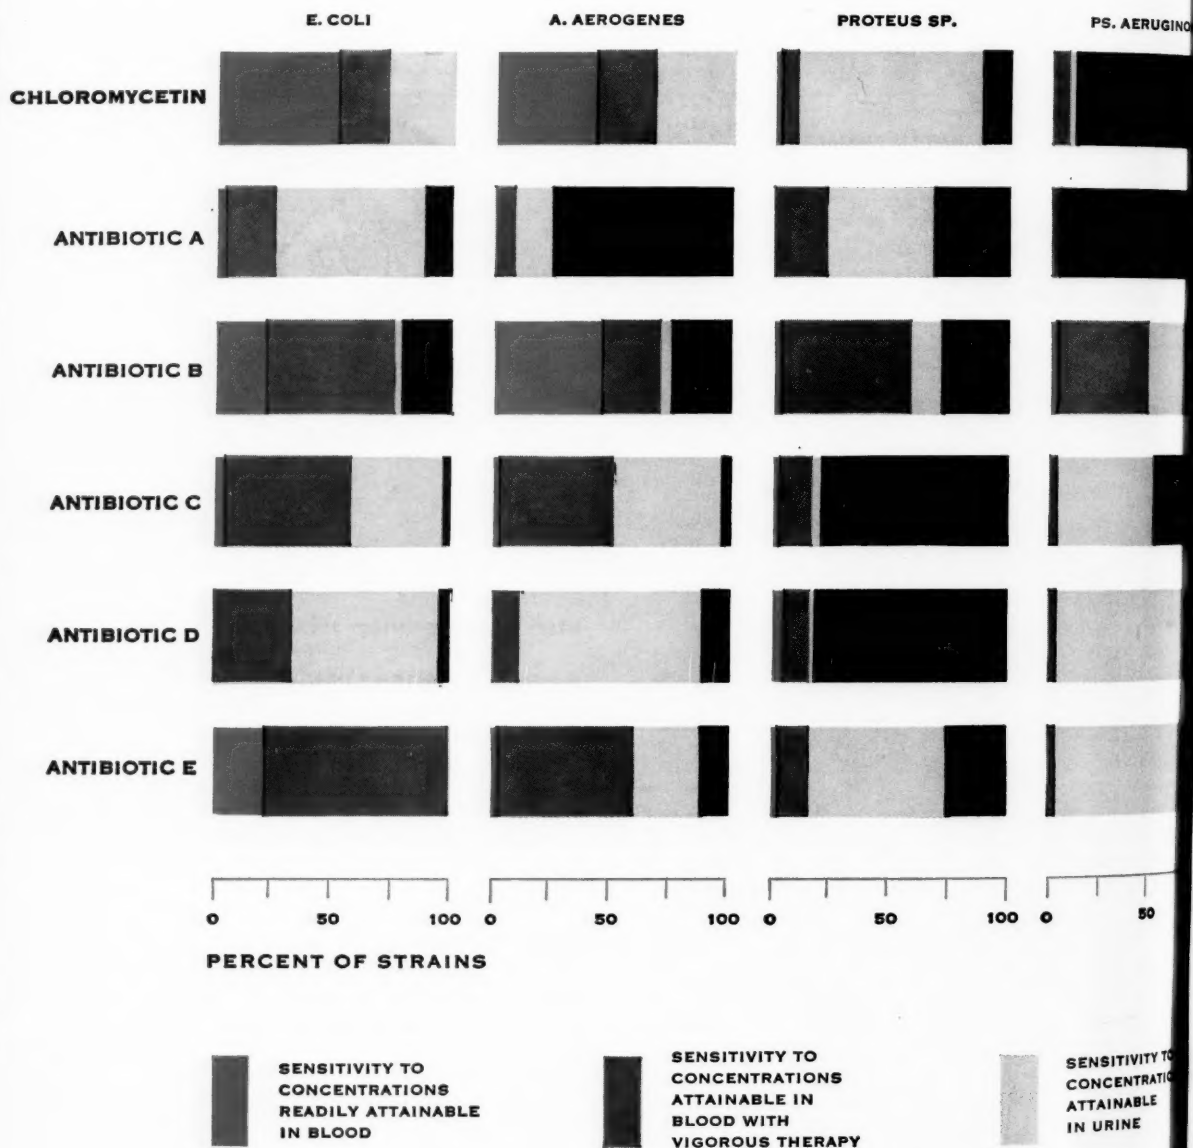 E. COLI
A. AEROGENES
PROTEUS SP.
PS. AERUGINO
CHLOROMYCETIN
ANTIBIOTIC A
ANTIBIOTIC B
ANTIBIOTIC C
ANTIBIOTIC D
ANTIBIOTIC E
0 50 100
0 50 100
0 50 100
0 50
PERCENT OF STRAINS
SENSITIVITY TO
CONCENTRATIONS
READILY ATTAINABLE
IN BLOOD
SENSITIVITY TO
CONCENTRATIONS
ATTAINABLE IN
BLOOD WITH
VIGOROUS THERAPY
SENSITIVITY TO
CONCENTRATIO
ATTAINABLE
IN URINE